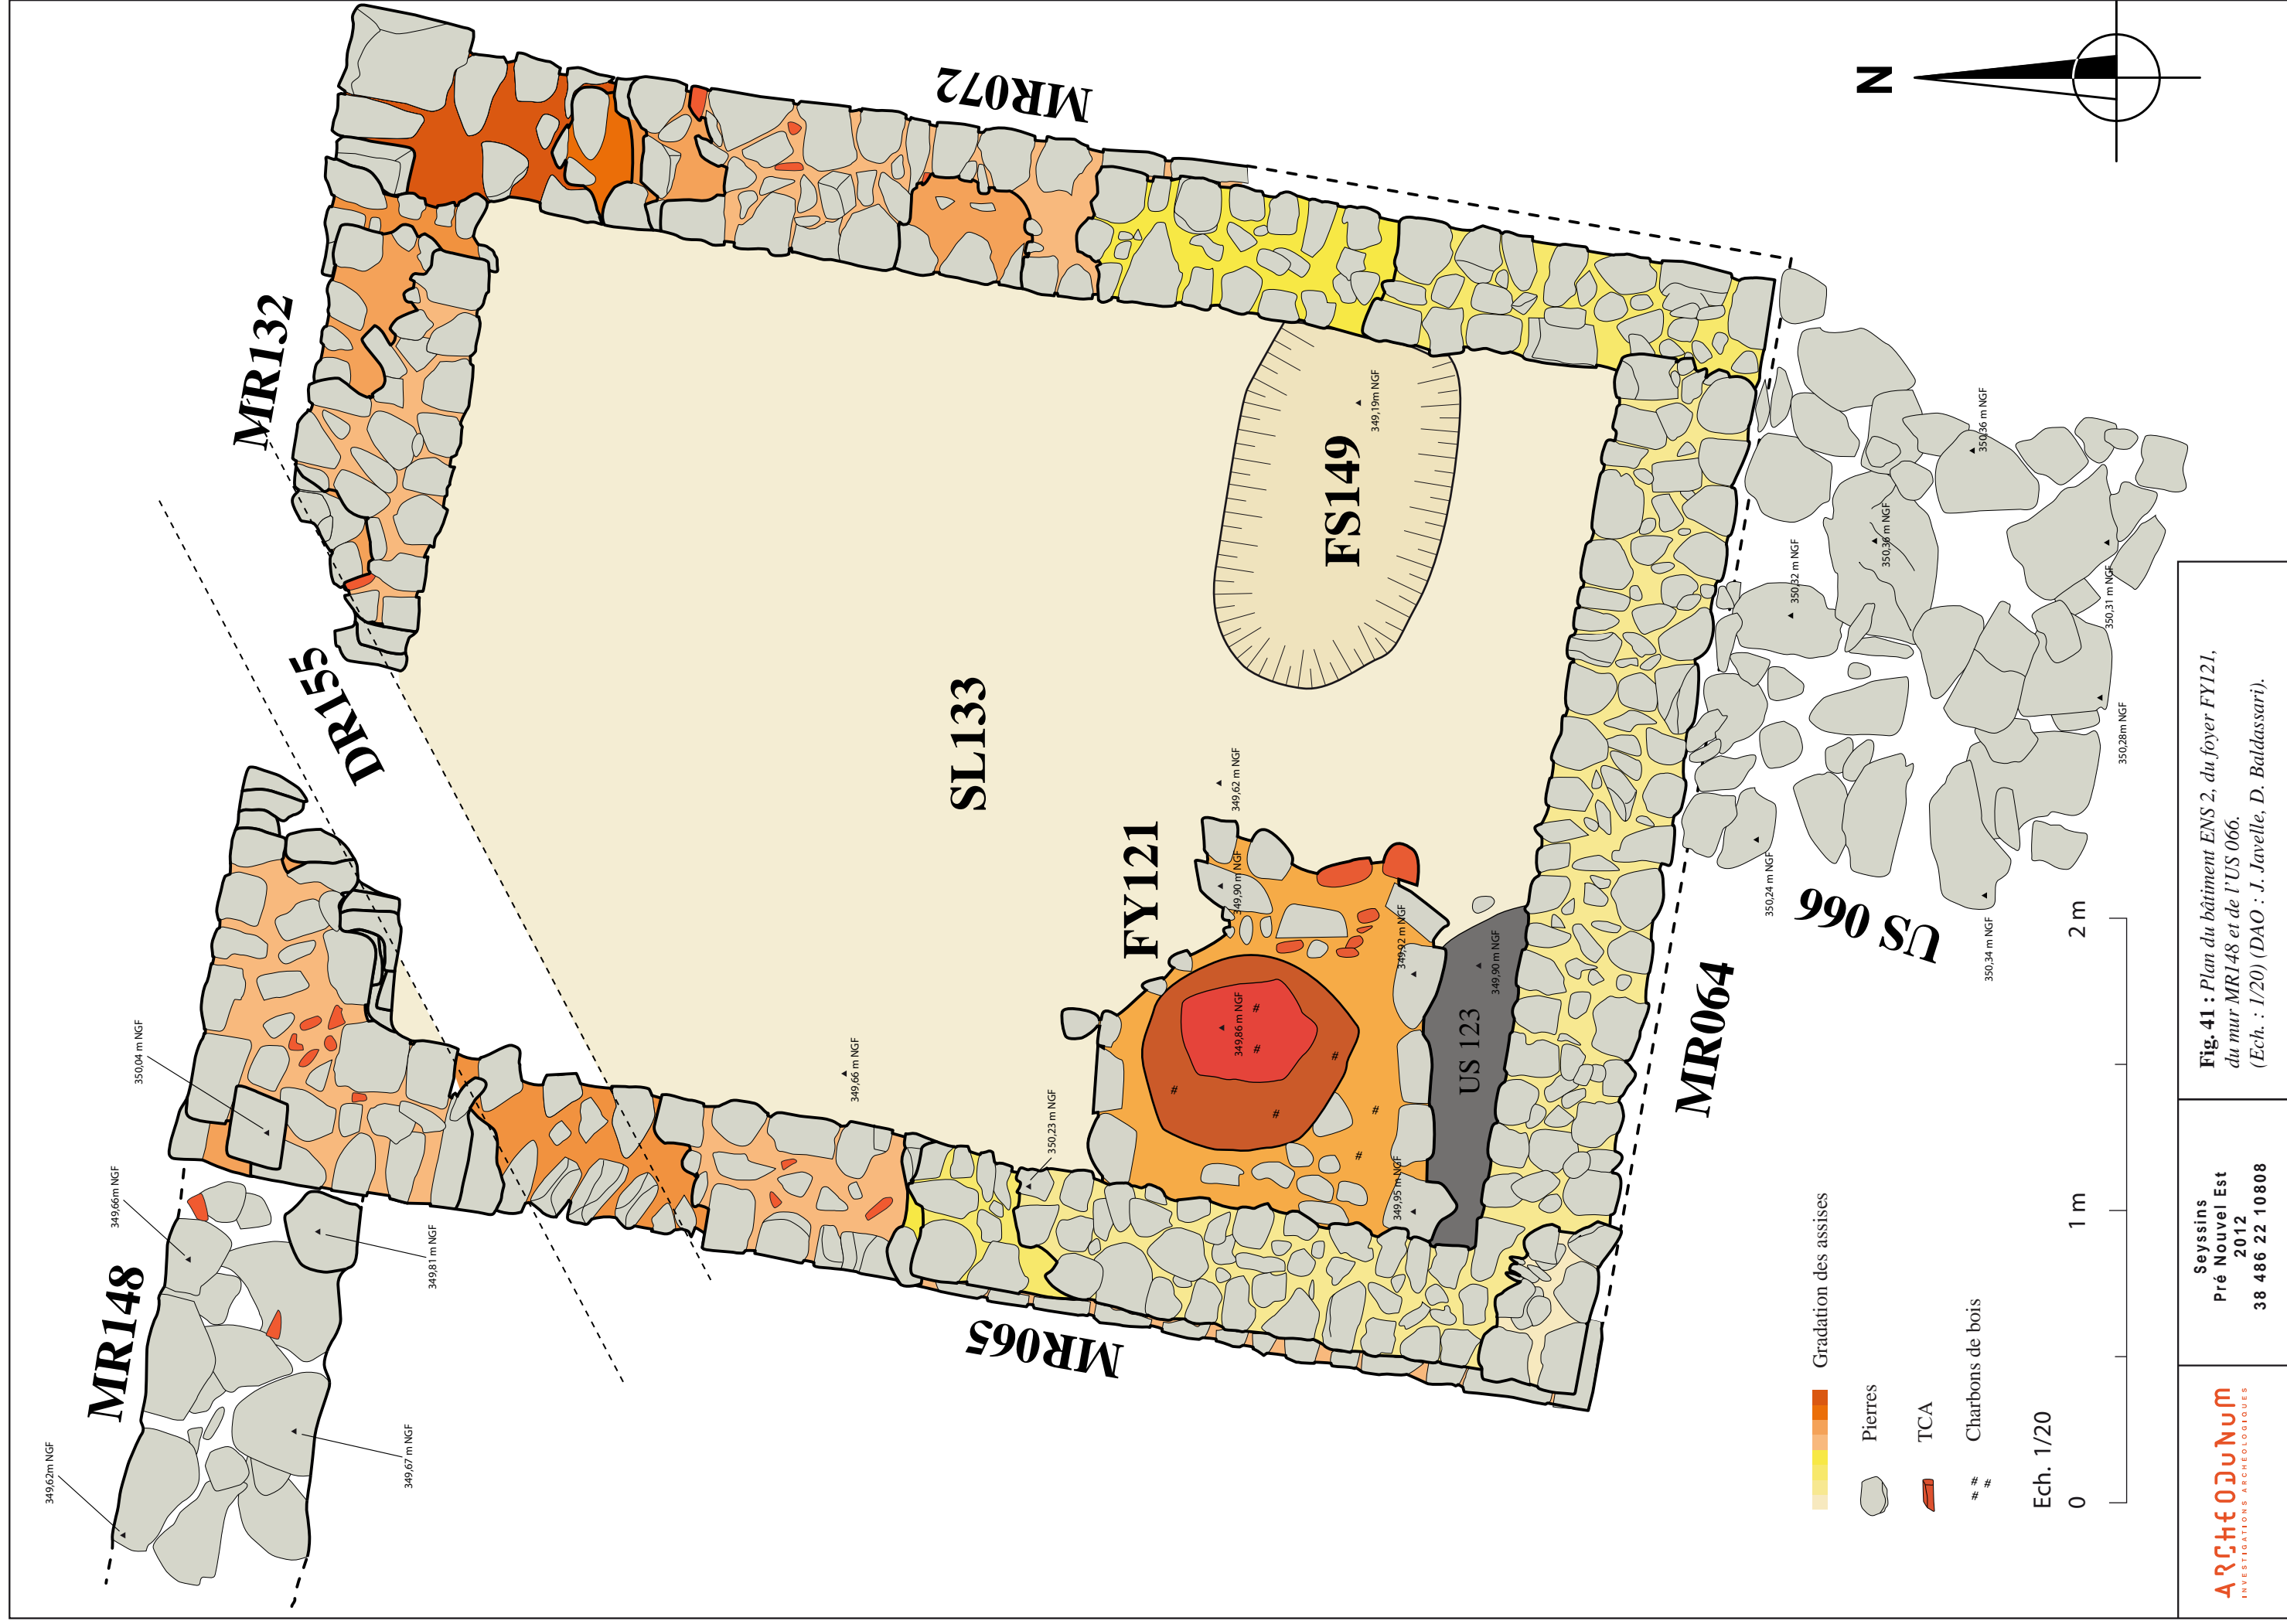 MR072
N
MR132
DR155
SL133
FS149
349,19m NGF
FY121
349,62 m NGF
349,90 m NGF
349,92 m NGF
349,90 m NGF
349,86 m NGF
US 123
349,95 m NGF
349,66 m NGF
350,23 m NGF
350,04 m NGF
349,66m NGF
349,81 m NGF
MR148
349,62m NGF
349,67 m NGF
MR065
MR064
US 066
350,36 m NGF
350,36 m NGF
350,32 m NGF
350,31 m NGF
350,28m NGF
350,24 m NGF
350,34 m NGF
Gradation des assises
Pierres
TCA
Charbons de bois
Ech. 1/20
0
1 m
2 m
ARCHEODUNUM
INVESTIGATIONS ARCHÉOLOGIQUES
Seyssins
Pré Nouvel Est
2012
38 486 22 10808
Fig. 41 : Plan du bâtiment ENS 2, du foyer FY121,
du mur MR148 et de l'US 066.
(Ech. : 1/20) (DAO : J. Javelle, D. Baldassari).